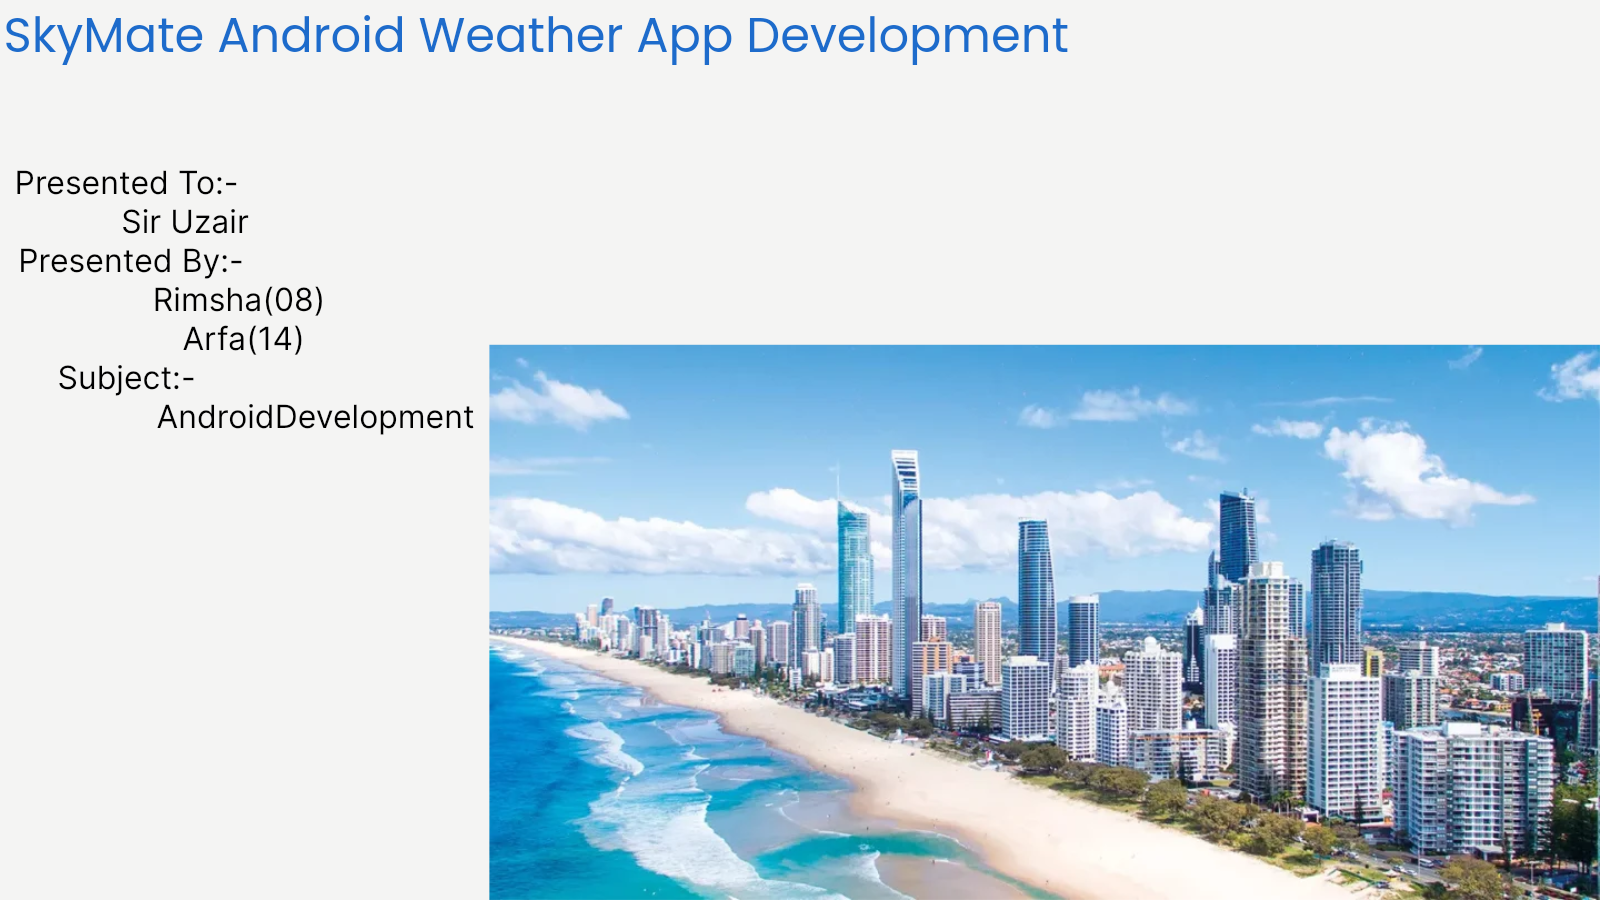 SkyMate Android Weather App Development
Presented To:-
Sir Uzair
Presented By:-
Rimsha(08)
Arfa(14)
Subject:-
AndroidDevelopment